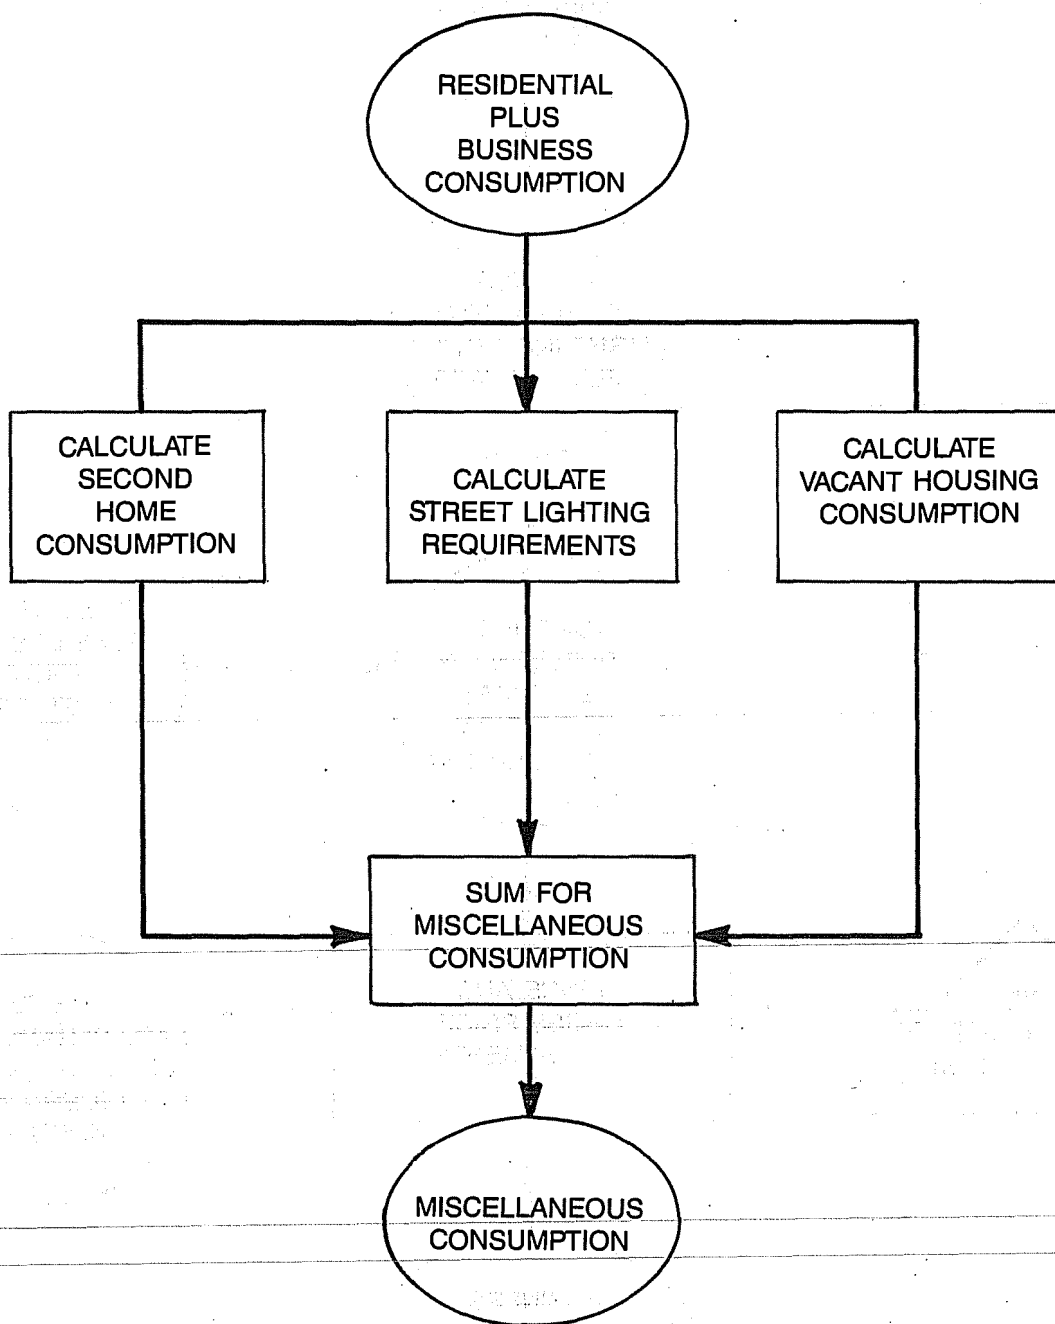 RESIDENTIAL
PLUS
BUSINESS
CONSUMPTION
CALCULATE
SECOND
HOME
CONSUMPTION
CALCULATE
STREET LIGHTING
REQUIREMENTS
CALCULATE
VACANT HOUSING
CONSUMPTION
SUM FOR
MISCELLANEOUS
CONSUMPTION
MISCELLANEOUS
CONSUMPTION